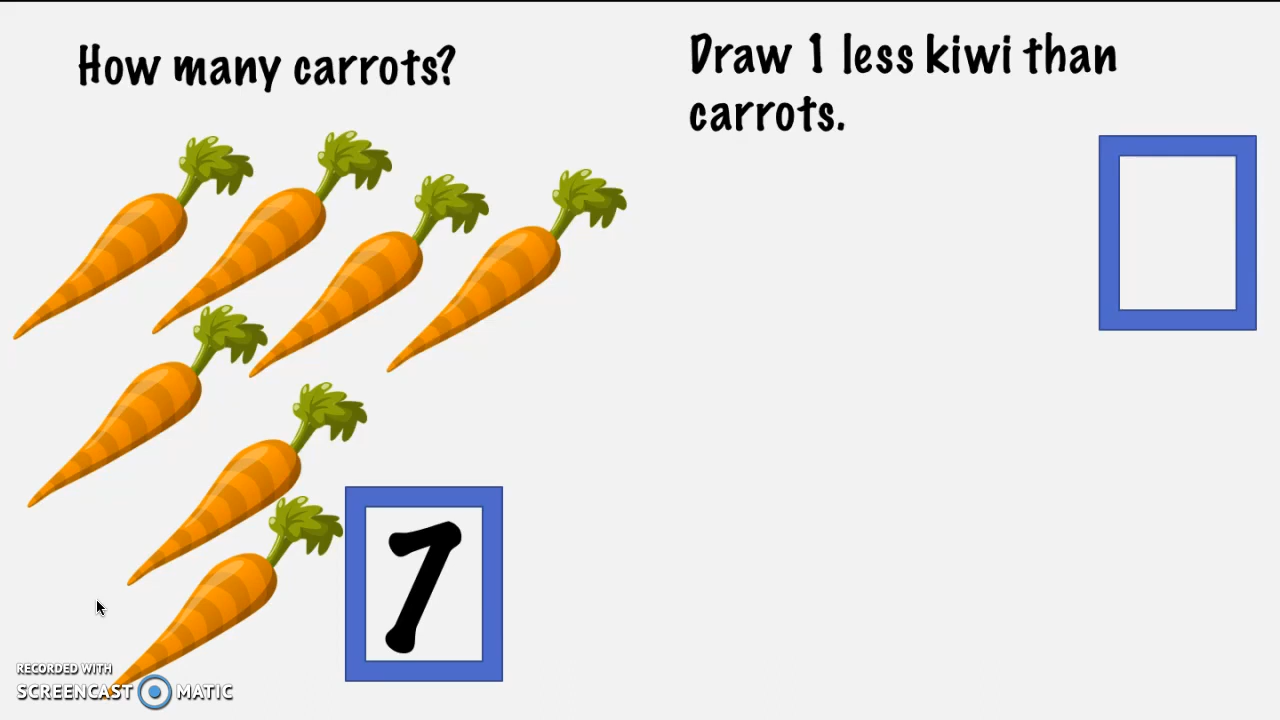 How many carrots?
Draw 1 less kiwi than
carrots.
7
RECORDED WITH
SCREENCAST MATIC